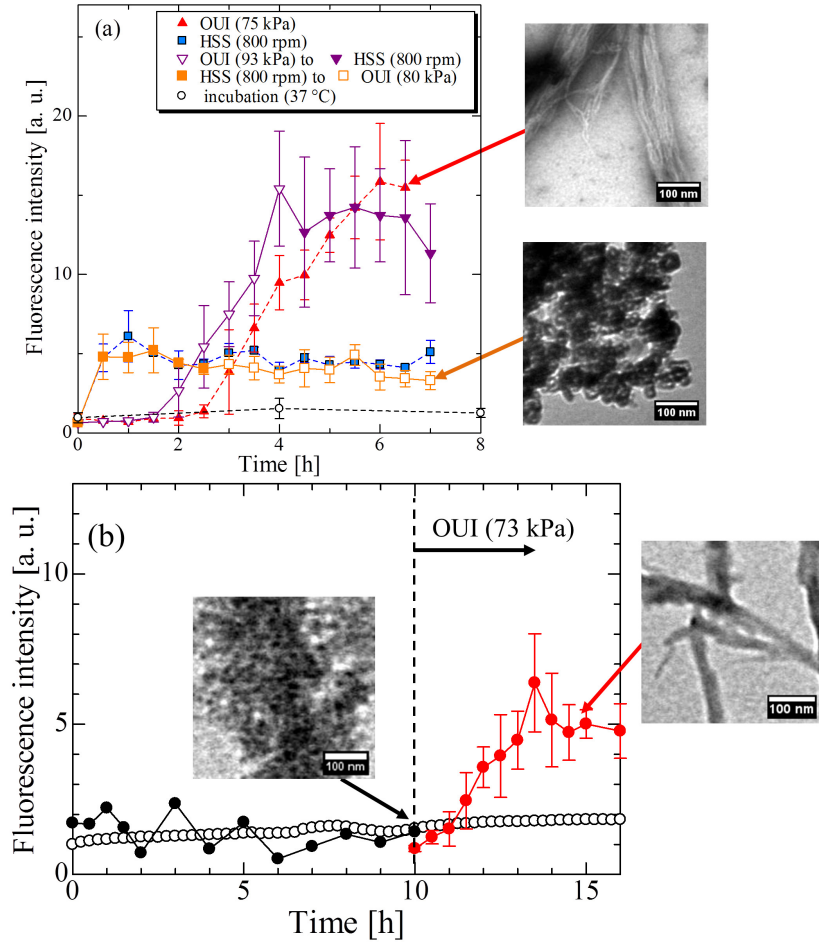 (a)
OUI (75 kPa)
HSS (800 rpm)
OUI (93 kPa) to HSS (800 rpm)
HSS (800 rpm) to OUI (80 kPa)
incubation (37 °C)
Fluorescence intensity [a. u.]
20
10
0
0 2 4 6 8
Time [h]
100 nm
100 nm
(b)
OUI (73 kPa)
Fluorescence intensity [a. u.]
10
5
0
0 5 10 15
Time [h]
100 nm
100 nm